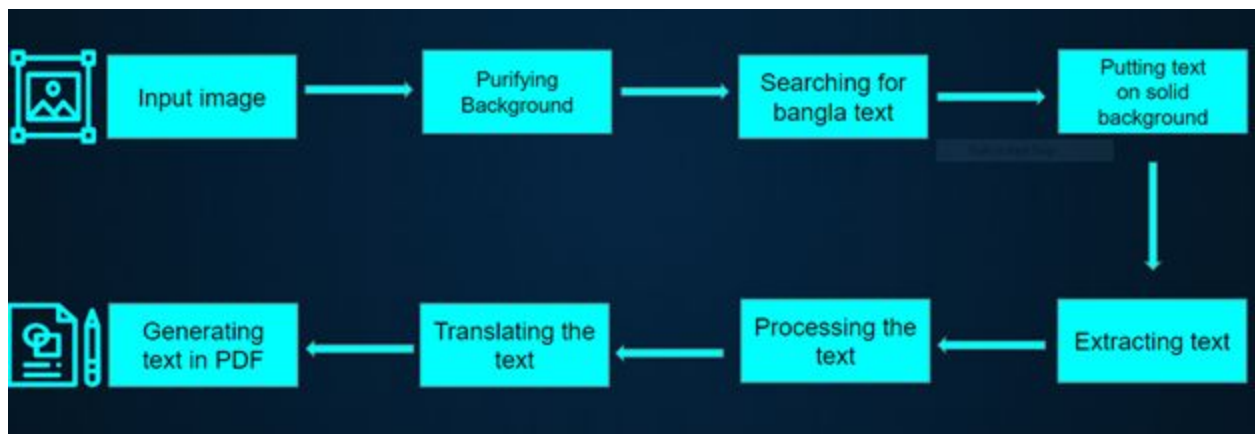 Input image
Purifying
Background
Searching for
bangla text
Putting text
on solid
background
Extracting text
Processing the
text
Translating the
text
Generating
text in PDF